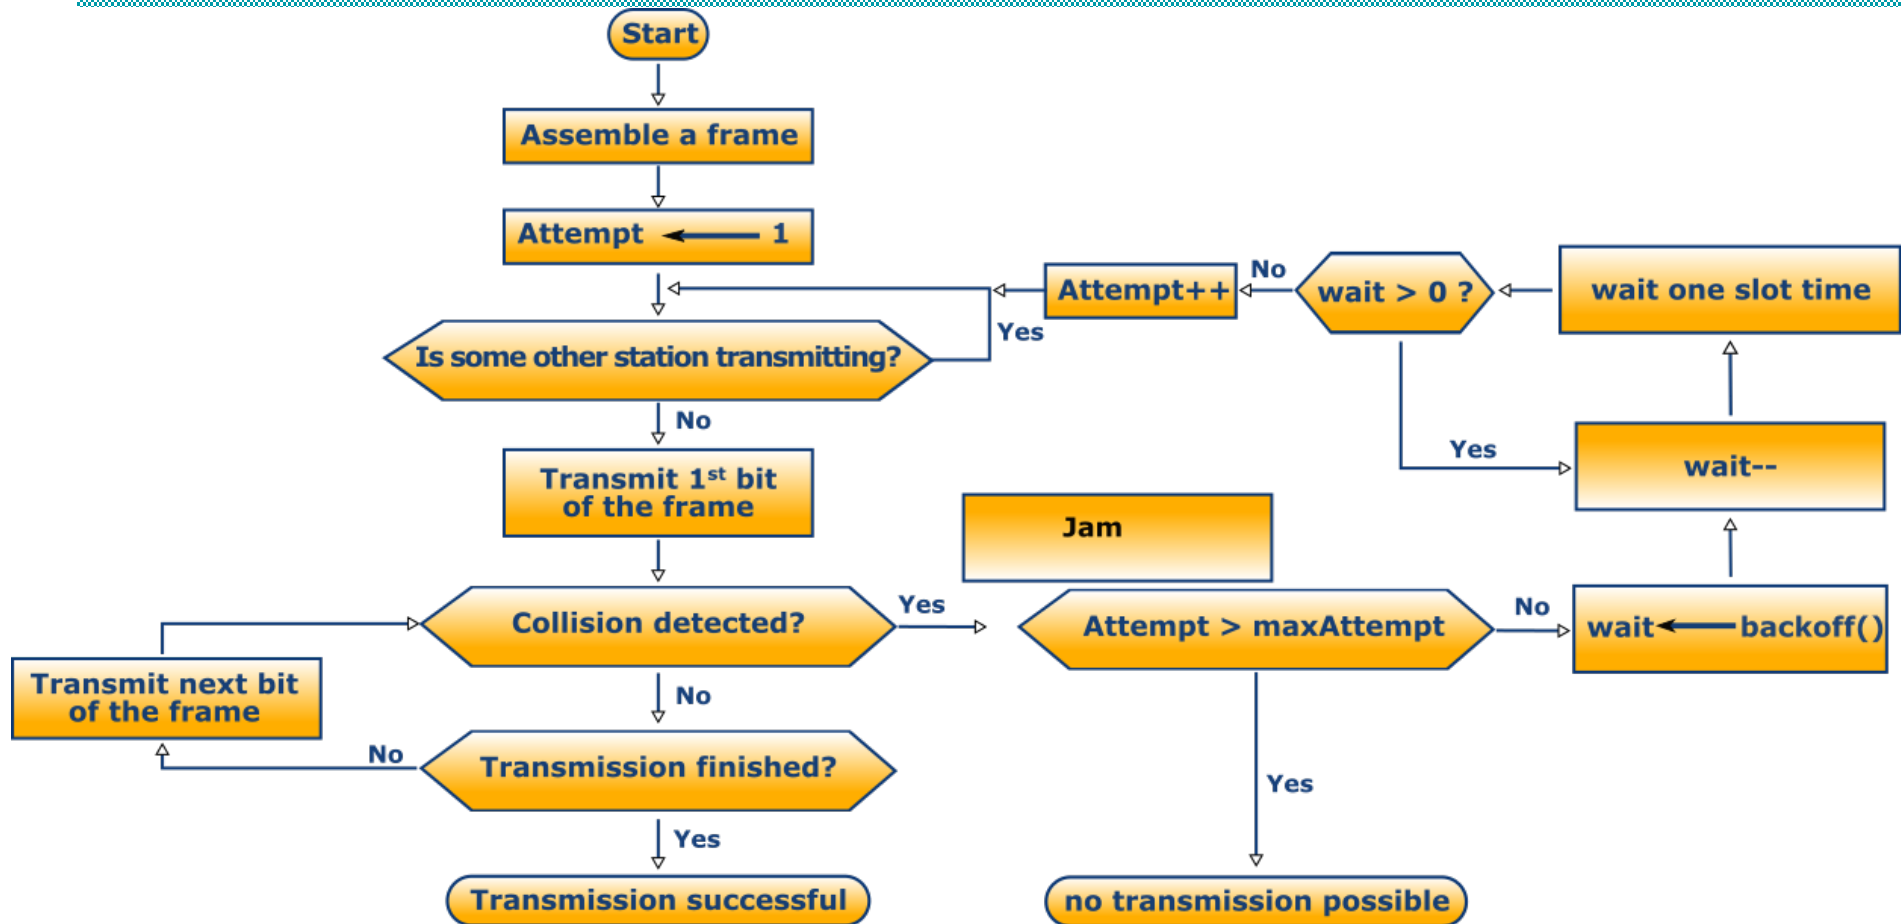 Start
Assemble a frame
Attempt 1
Is some other station transmitting?
Yes
No
Transmit 1st bit
of the frame
Collision detected?
Yes
No
Transmit next bit
of the frame
Transmission finished?
No
Yes
Transmission successful
Jam
Attempt > maxAttempt
No
Yes
no transmission possible
wait backoff()
wait--
wait one slot time
wait > 0 ?
Yes
No
Attempt++